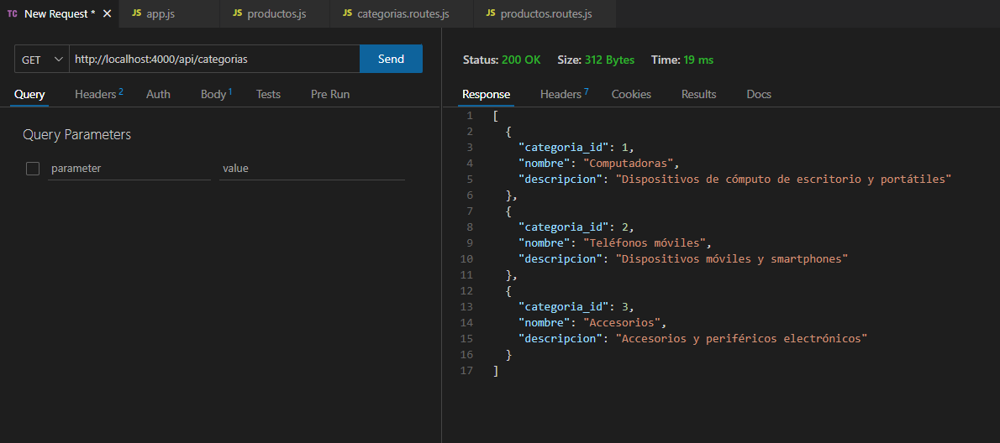 TC New Request * ✕ JS app.js JS productos.js JS categorias.routes.js JS productos.routes.js
GET http://localhost:4000/api/categorias Send
Query Headers 2 Auth Body 1 Tests Pre Run
Query Parameters
parameter value
Status: 200 OK Size: 312 Bytes Time: 19 ms
Response Headers 7 Cookies Results Docs
1 [
2 {
3 "categoria_id": 1,
4 "nombre": "Computadoras",
5 "descripcion": "Dispositivos de cómputo de escritorio y portátiles"
6 },
7 {
8 "categoria_id": 2,
9 "nombre": "Teléfonos móviles",
10 "descripcion": "Dispositivos móviles y smartphones"
11 },
12 {
13 "categoria_id": 3,
14 "nombre": "Accesorios",
15 "descripcion": "Accesorios y periféricos electrónicos"
16 }
17 ]